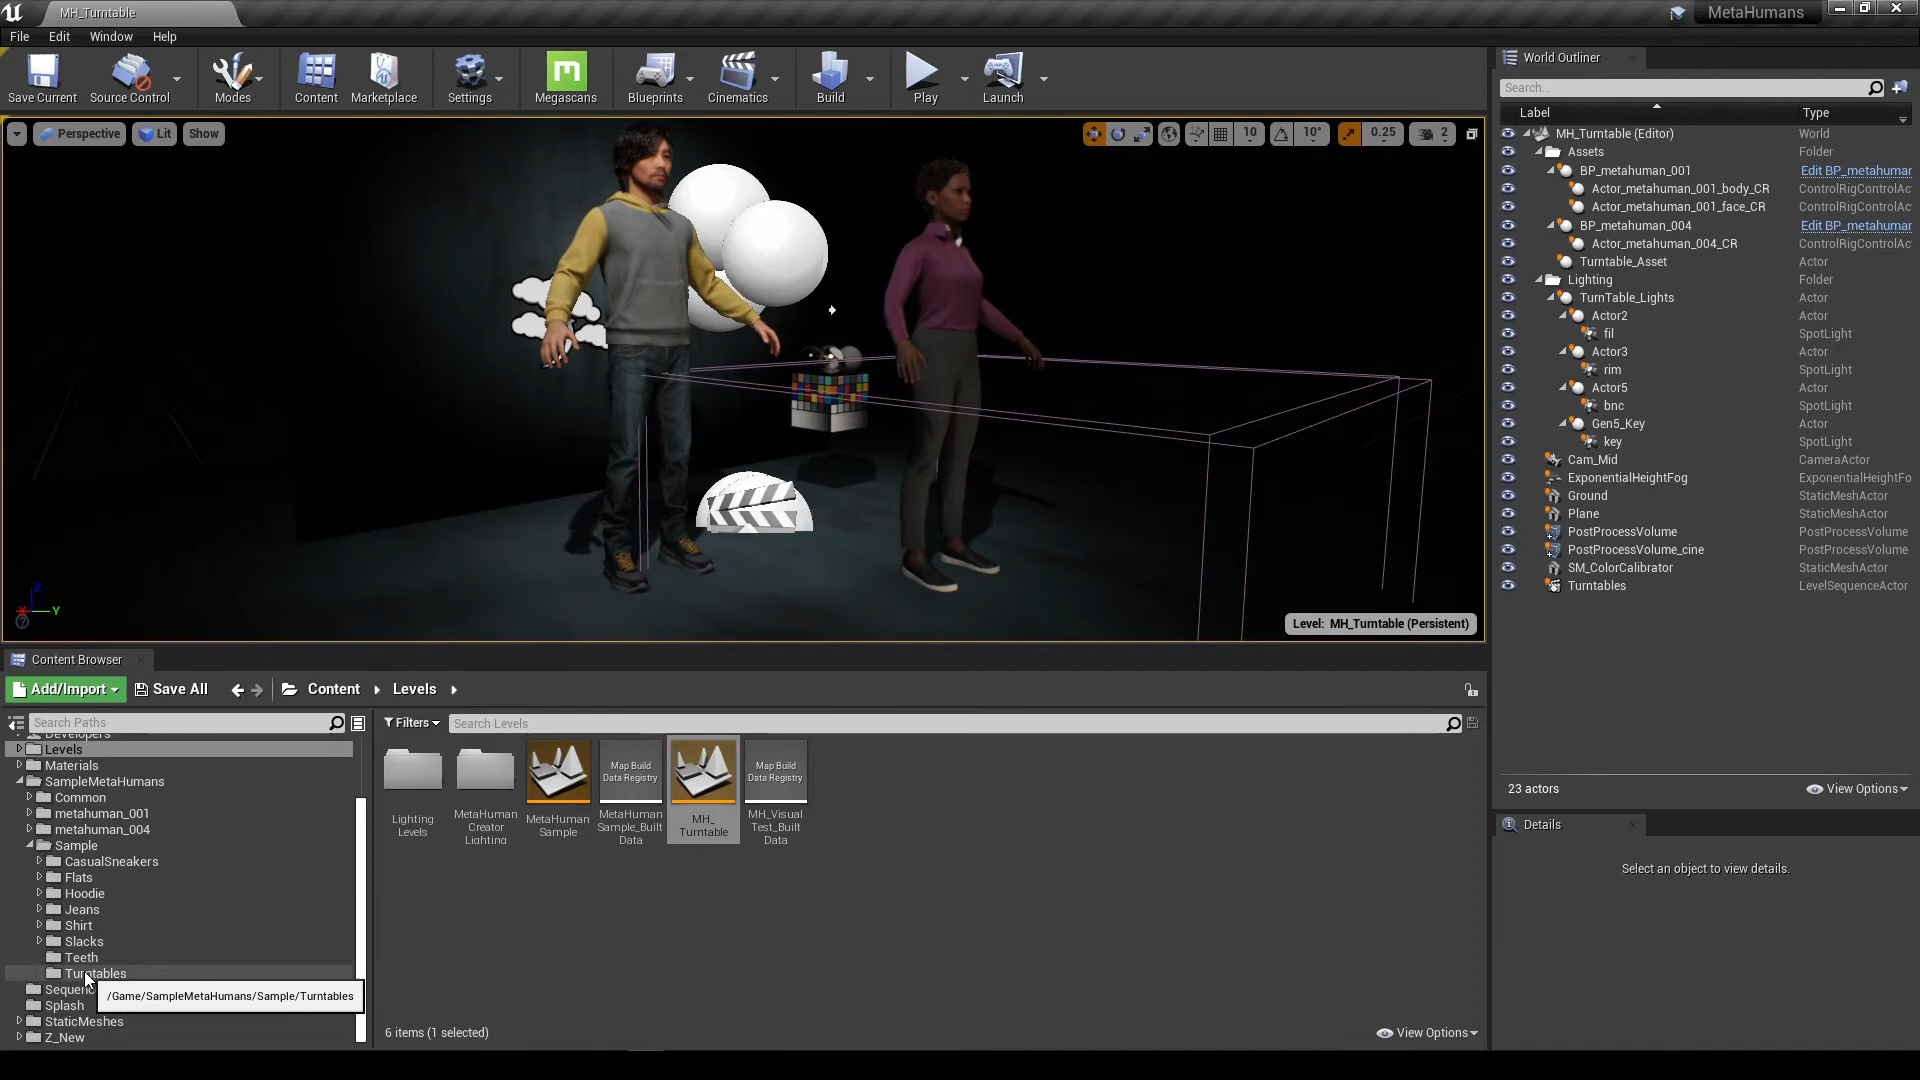 MH_Turntable
MetaHumans
File Edit Window Help
Save Current
Source Control
Modes
Content
Marketplace
Settings
Megascans
Blueprints
Cinematics
Build
Play
Launch
Perspective
Lit
Show
10
10°
0.25
2
Level: MH_Turntable (Persistent)
Z
X
Y
World Outliner
Search...
Label Type
MH_Turntable (Editor) World
Assets Folder
BP_metahuman_001 Edit BP_metahuman
Actor_metahuman_001_body_CR ControlRigControlAc
Actor_metahuman_001_face_CR ControlRigControlAc
BP_metahuman_004 Edit BP_metahuman
Actor_metahuman_004_CR ControlRigControlAc
Turntable_Asset Actor
Lighting Folder
TurnTable_Lights Actor
Actor2 Actor
fil SpotLight
Actor3 Actor
rim SpotLight
Actor5 Actor
bnc SpotLight
Gen5_Key Actor
key SpotLight
Cam_Mid CameraActor
ExponentialHeightFog ExponentialHeightFo
Ground StaticMeshActor
Plane StaticMeshActor
PostProcessVolume PostProcessVolume
PostProcessVolume_cine PostProcessVolume
SM_ColorCalibrator StaticMeshActor
Turntables LevelSequenceActor
23 actors
View Options
Details
Select an object to view details.
Content Browser
Add/Import
Save All
Content
Levels
Search Paths
Filters
Search Levels
Developers
Levels
Materials
SampleMetaHumans
Common
metahuman_001
metahuman_004
Sample
CasualSneakers
Flats
Hoodie
Jeans
Shirt
Slacks
Teeth
Turntables
Sequenc
/Game/SampleMetaHumans/Sample/Turntables
Splash
StaticMeshes
Z_New
Lighting
Levels
MetaHuman
Creator
Lighting
MetaHuman
Sample
Map Build
Data Registry
MetaHuman
Sample_Built
Data
MH_
Turntable
Map Build
Data Registry
MH_Visual
Test_Built
Data
6 items (1 selected)
View Options